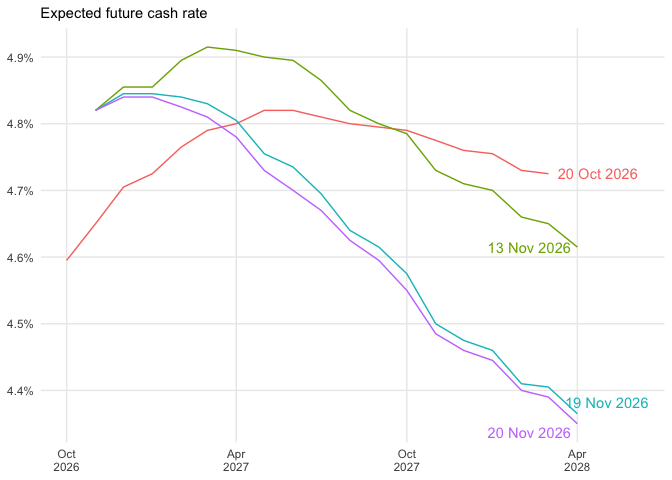 Expected future cash rate
4.9%
4.8%
4.7%
4.6%
4.5%
4.4%
20 Oct 2026
13 Nov 2026
19 Nov 2026
20 Nov 2026
Oct
2026
Apr
2027
Oct
2027
Apr
2028